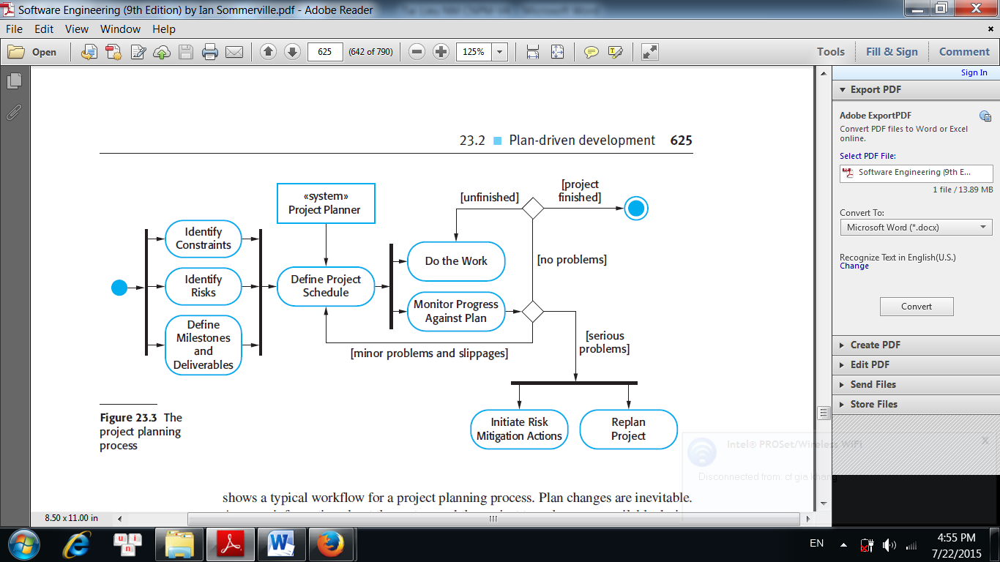 Software Engineering (9th Edition) by Ian Sommerville.pdf - Adobe Reader
File Edit View Window Help
Open 625 (642 of 790) 125% Tools Fill & Sign Comment
Sign In
Export PDF
Adobe ExportPDF
Convert PDF files to Word or Excel
online.
Select PDF File:
Software Engineering (9th E...
1 file / 13.89 MB
Convert To:
Microsoft Word (*.docx)
Recognize Text in English(U.S.)
Change
Convert
Create PDF
Edit PDF
Send Files
Store Files
23.2 Plan-driven development 625
«system»
Project Planner
[unfinished]
[project
finished]
Identify
Constraints
Identify
Risks
Define
Milestones
and
Deliverables
Define Project
Schedule
Do the Work
Monitor Progress
Against Plan
[no problems]
[minor problems and slippages]
[serious
problems]
Initiate Risk
Mitigation Actions
Replan
Project
Figure 23.3 The
project planning
process
shows a typical workflow for a project planning process. Plan changes are inevitable.
Intel® PROSet/Wireless WiFi
Disconnected from: cf gia khang
8.50 x 11.00 in
u i n
EN
4:55 PM
7/22/2015